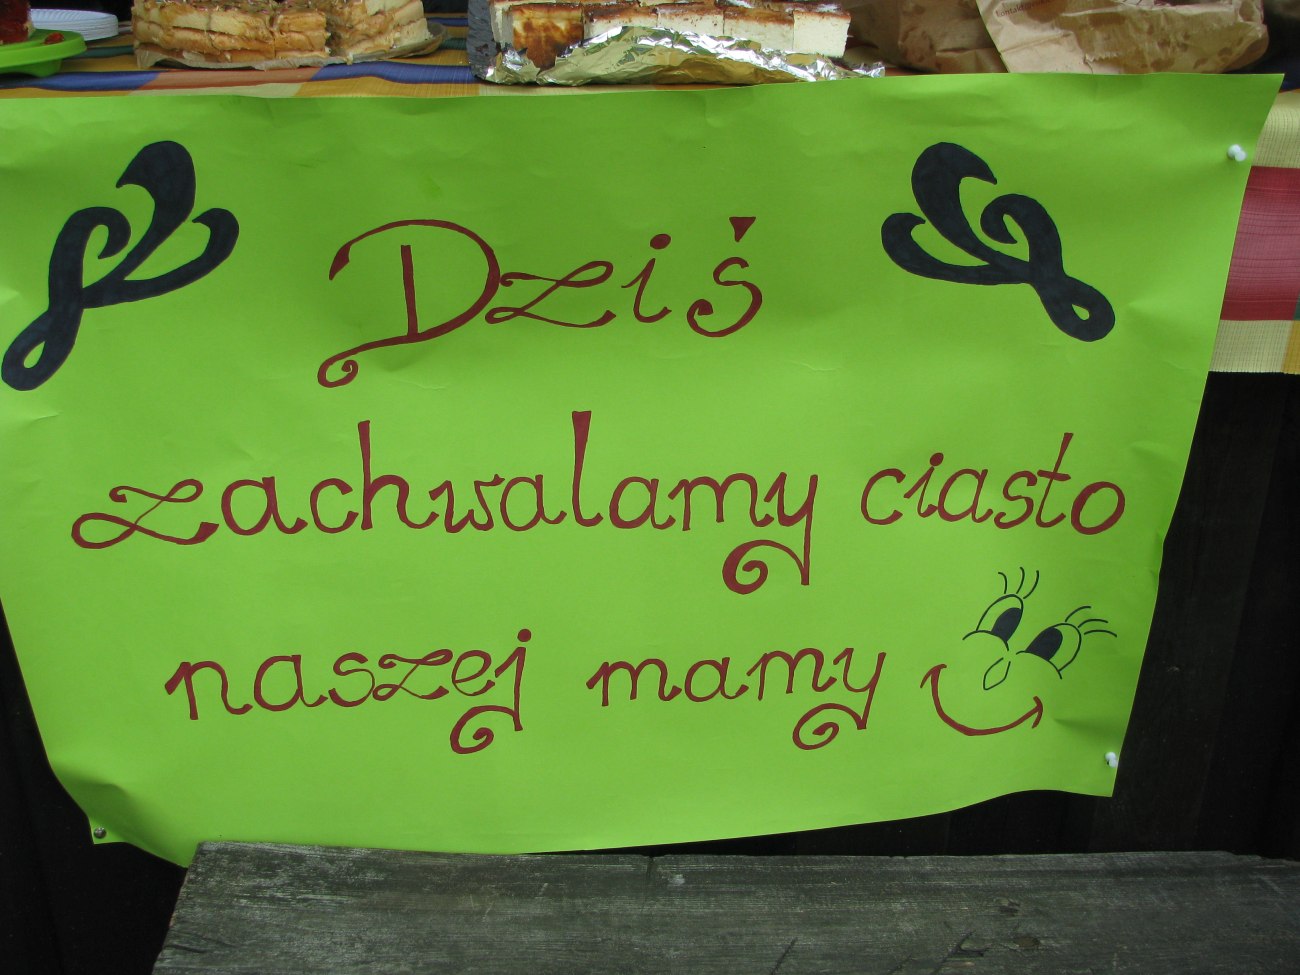 Dziś
zachwalamy ciasto
naszej mamy